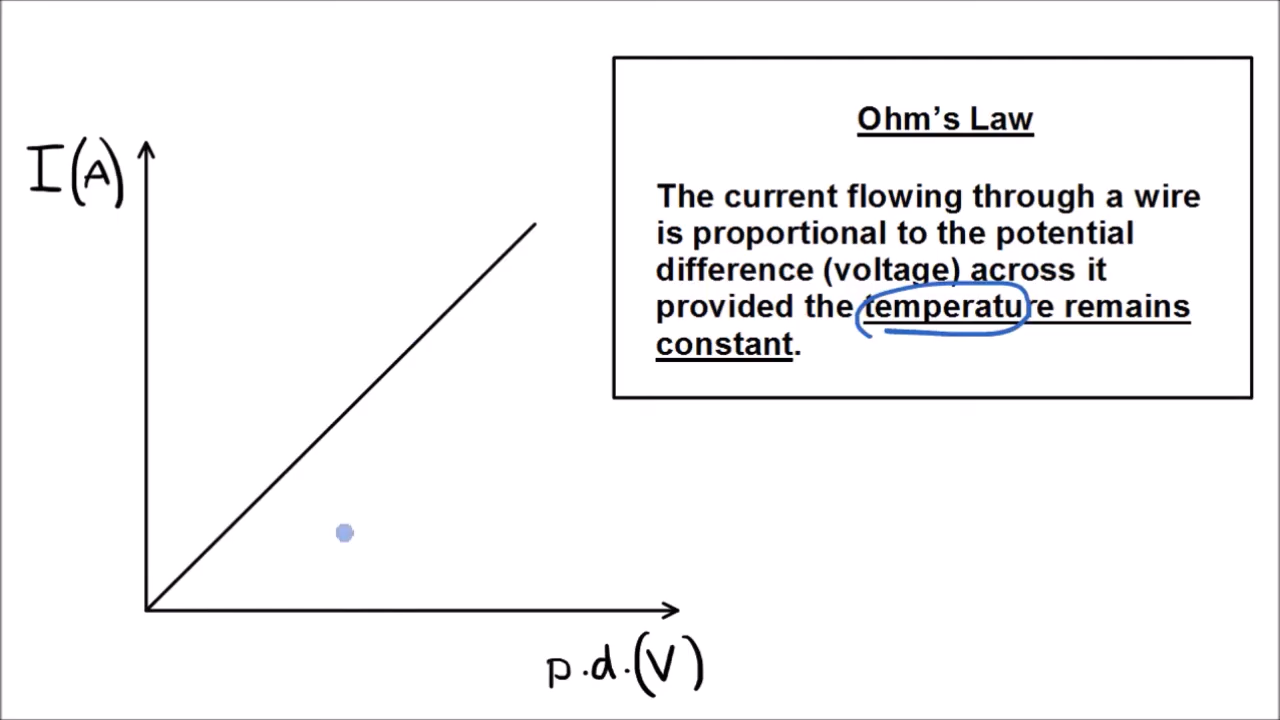 I(A)
Ohm's Law
The current flowing through a wire
is proportional to the potential
difference (voltage) across it
provided the temperature remains
constant.
p.d.(V)